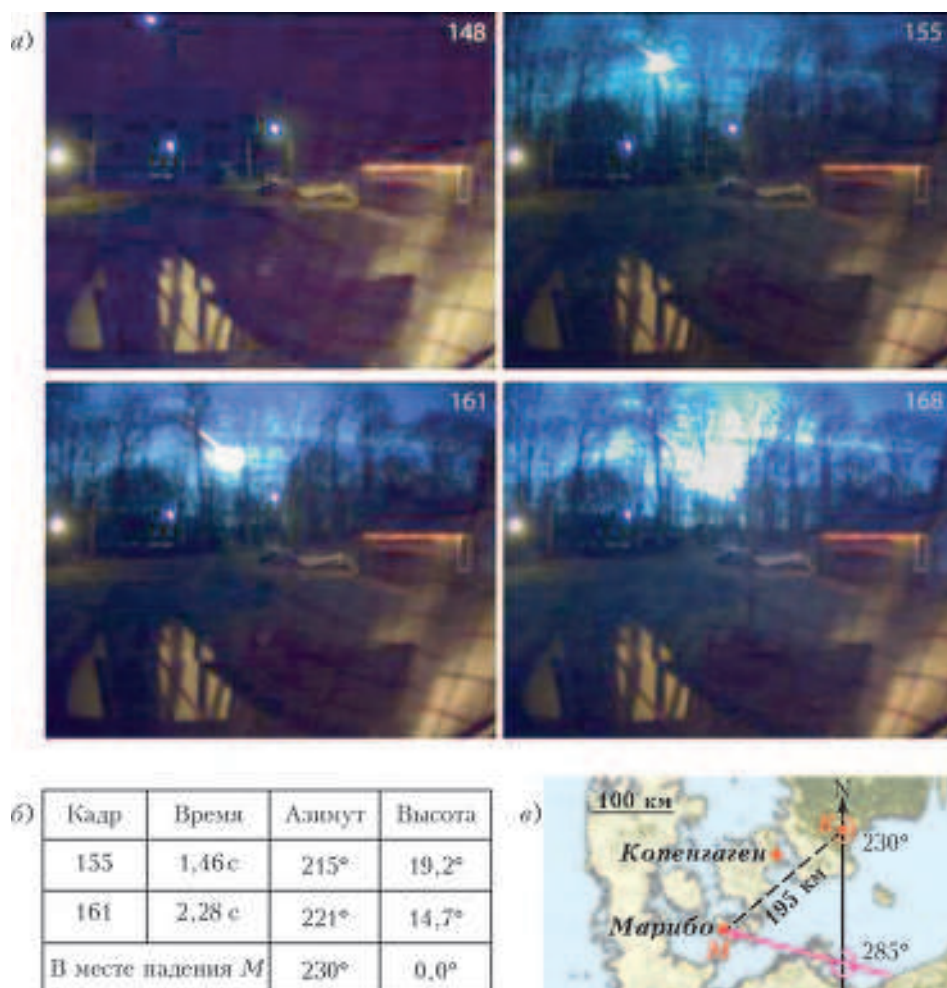 а)
148
155
161
168
б)
Кадр Время Азимут Высота
155 1,46 с 215° 19,2°
161 2,28 с 221° 14,7°
В месте падения M 230° 0,0°
в)
100 км
N
230°
Копенгаген
195 км
Марибо
M
285°